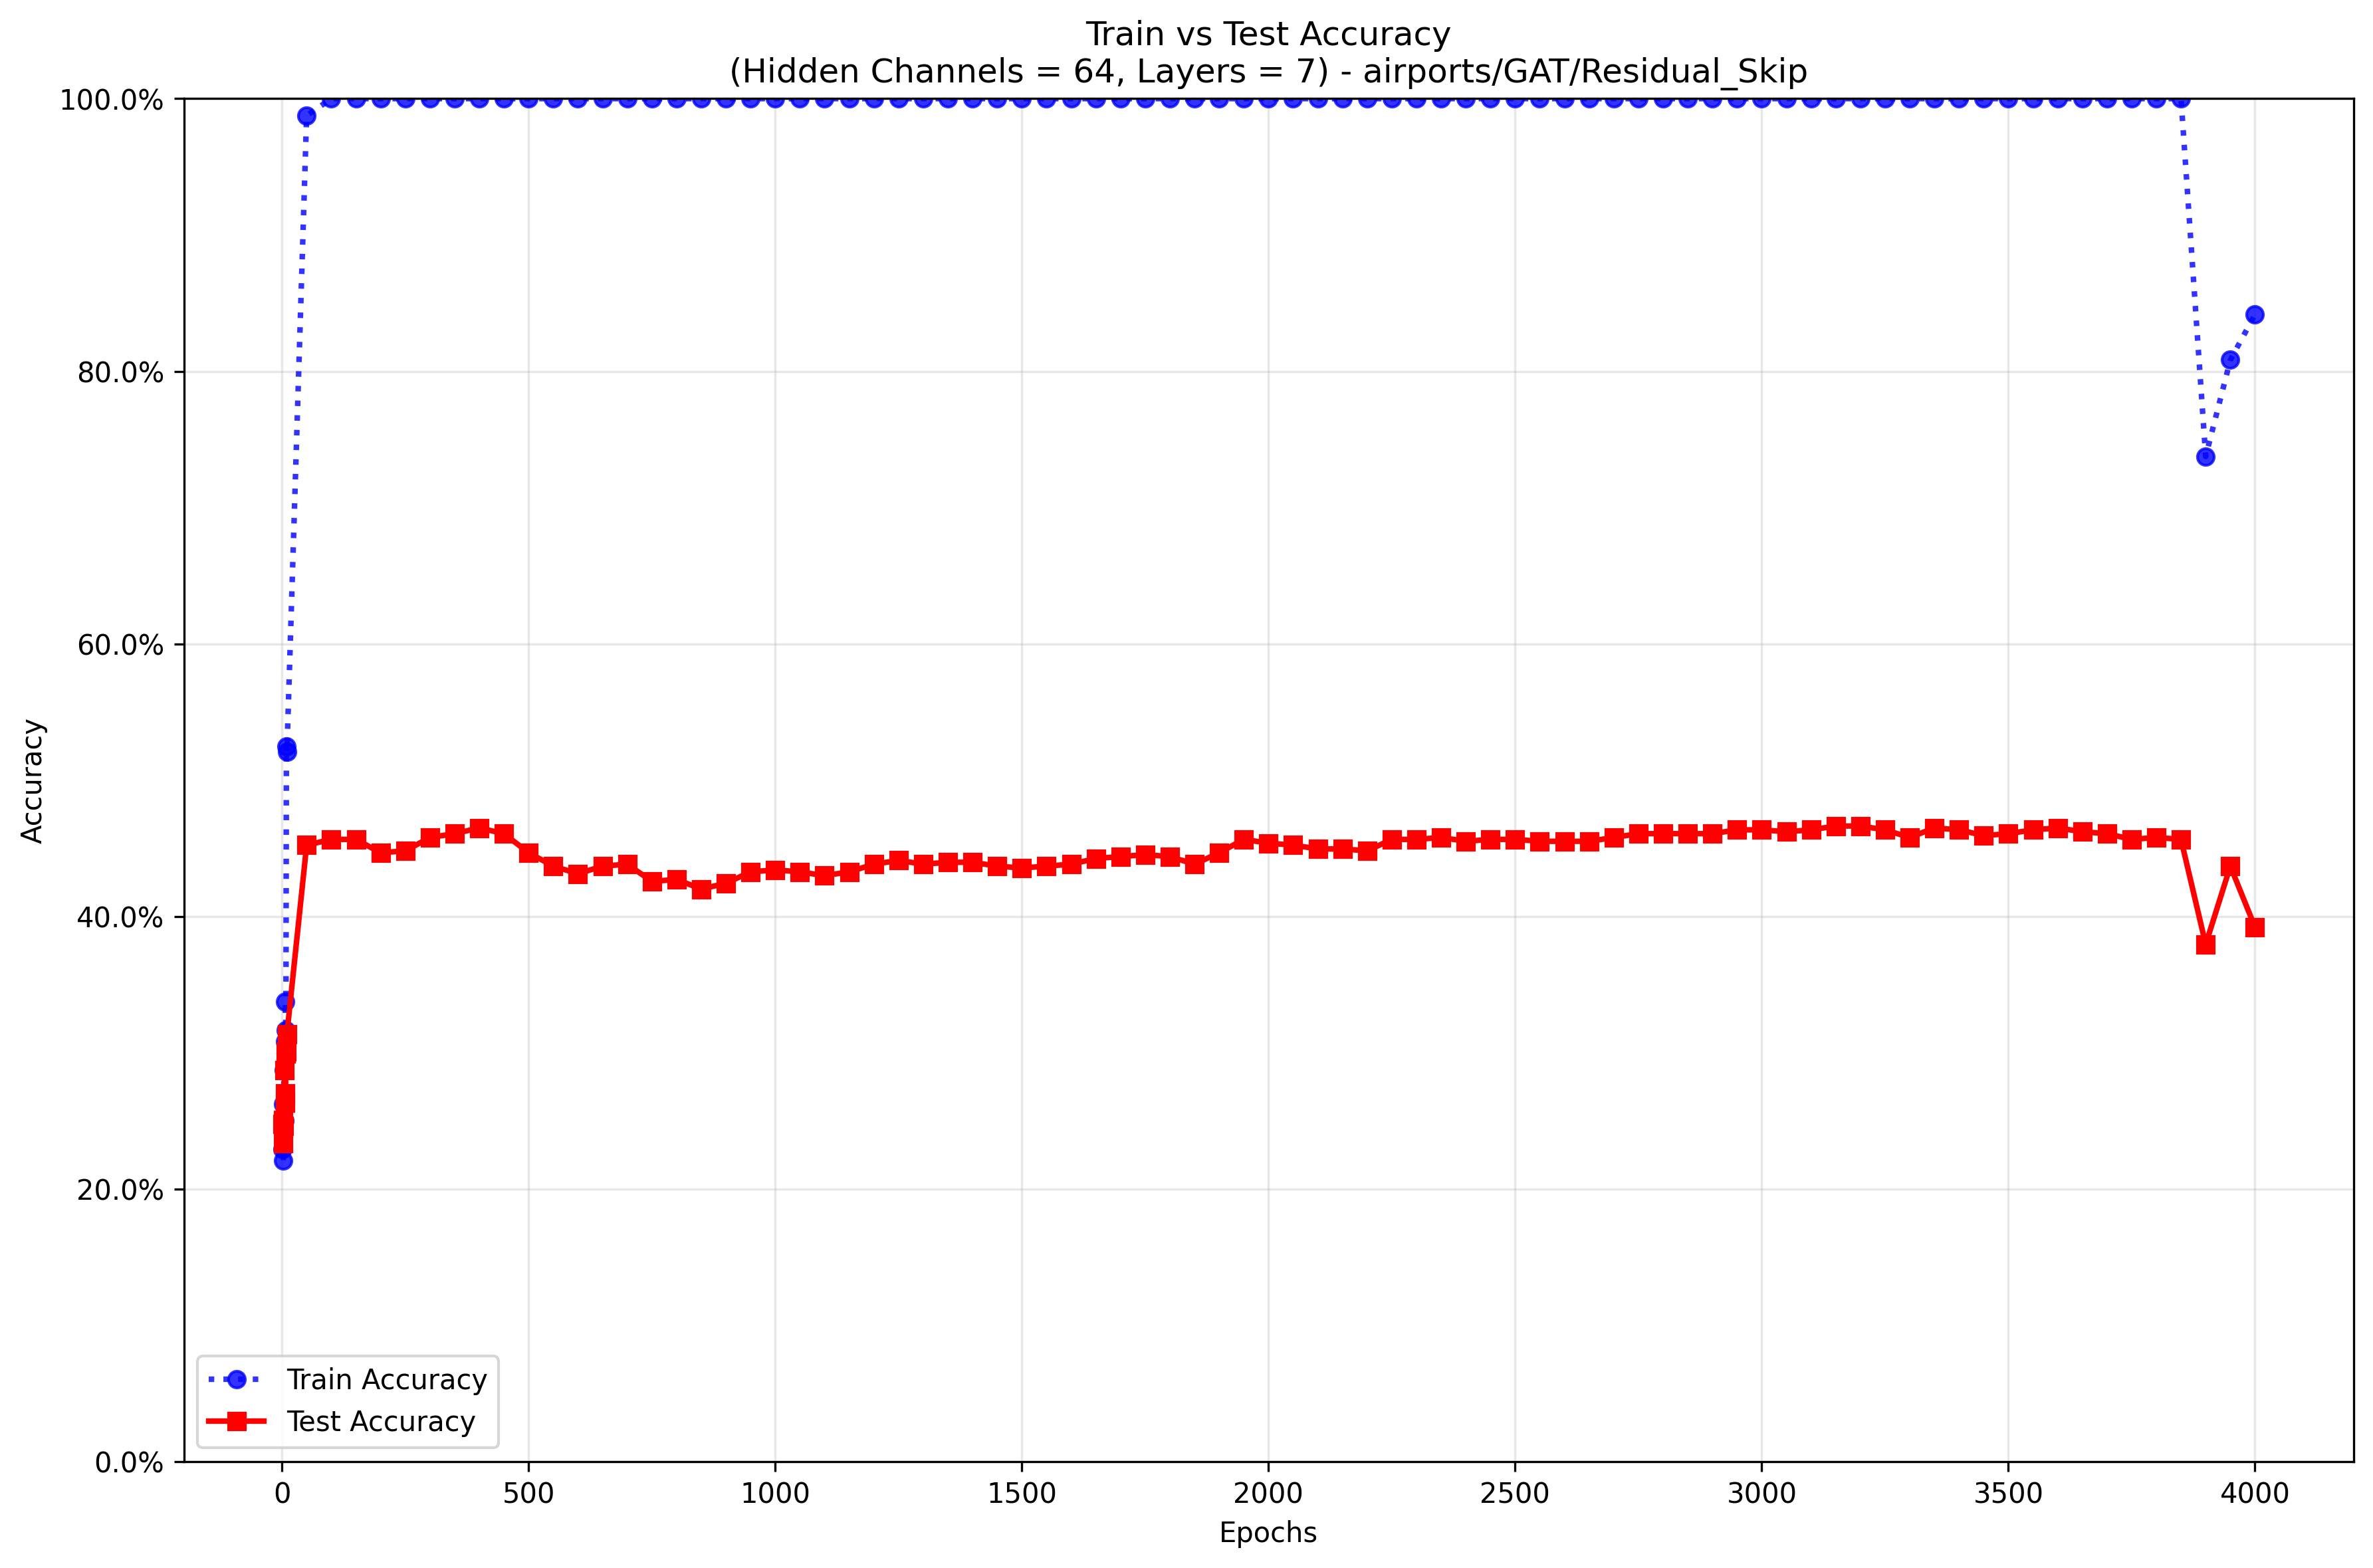 Train vs Test Accuracy
(Hidden Channels = 64, Layers = 7) - airports/GAT/Residual_Skip
100.0%
80.0%
60.0%
40.0%
20.0%
0.0%
Accuracy
Train Accuracy
Test Accuracy
0 500 1000 1500 2000 2500 3000 3500 4000
Epochs